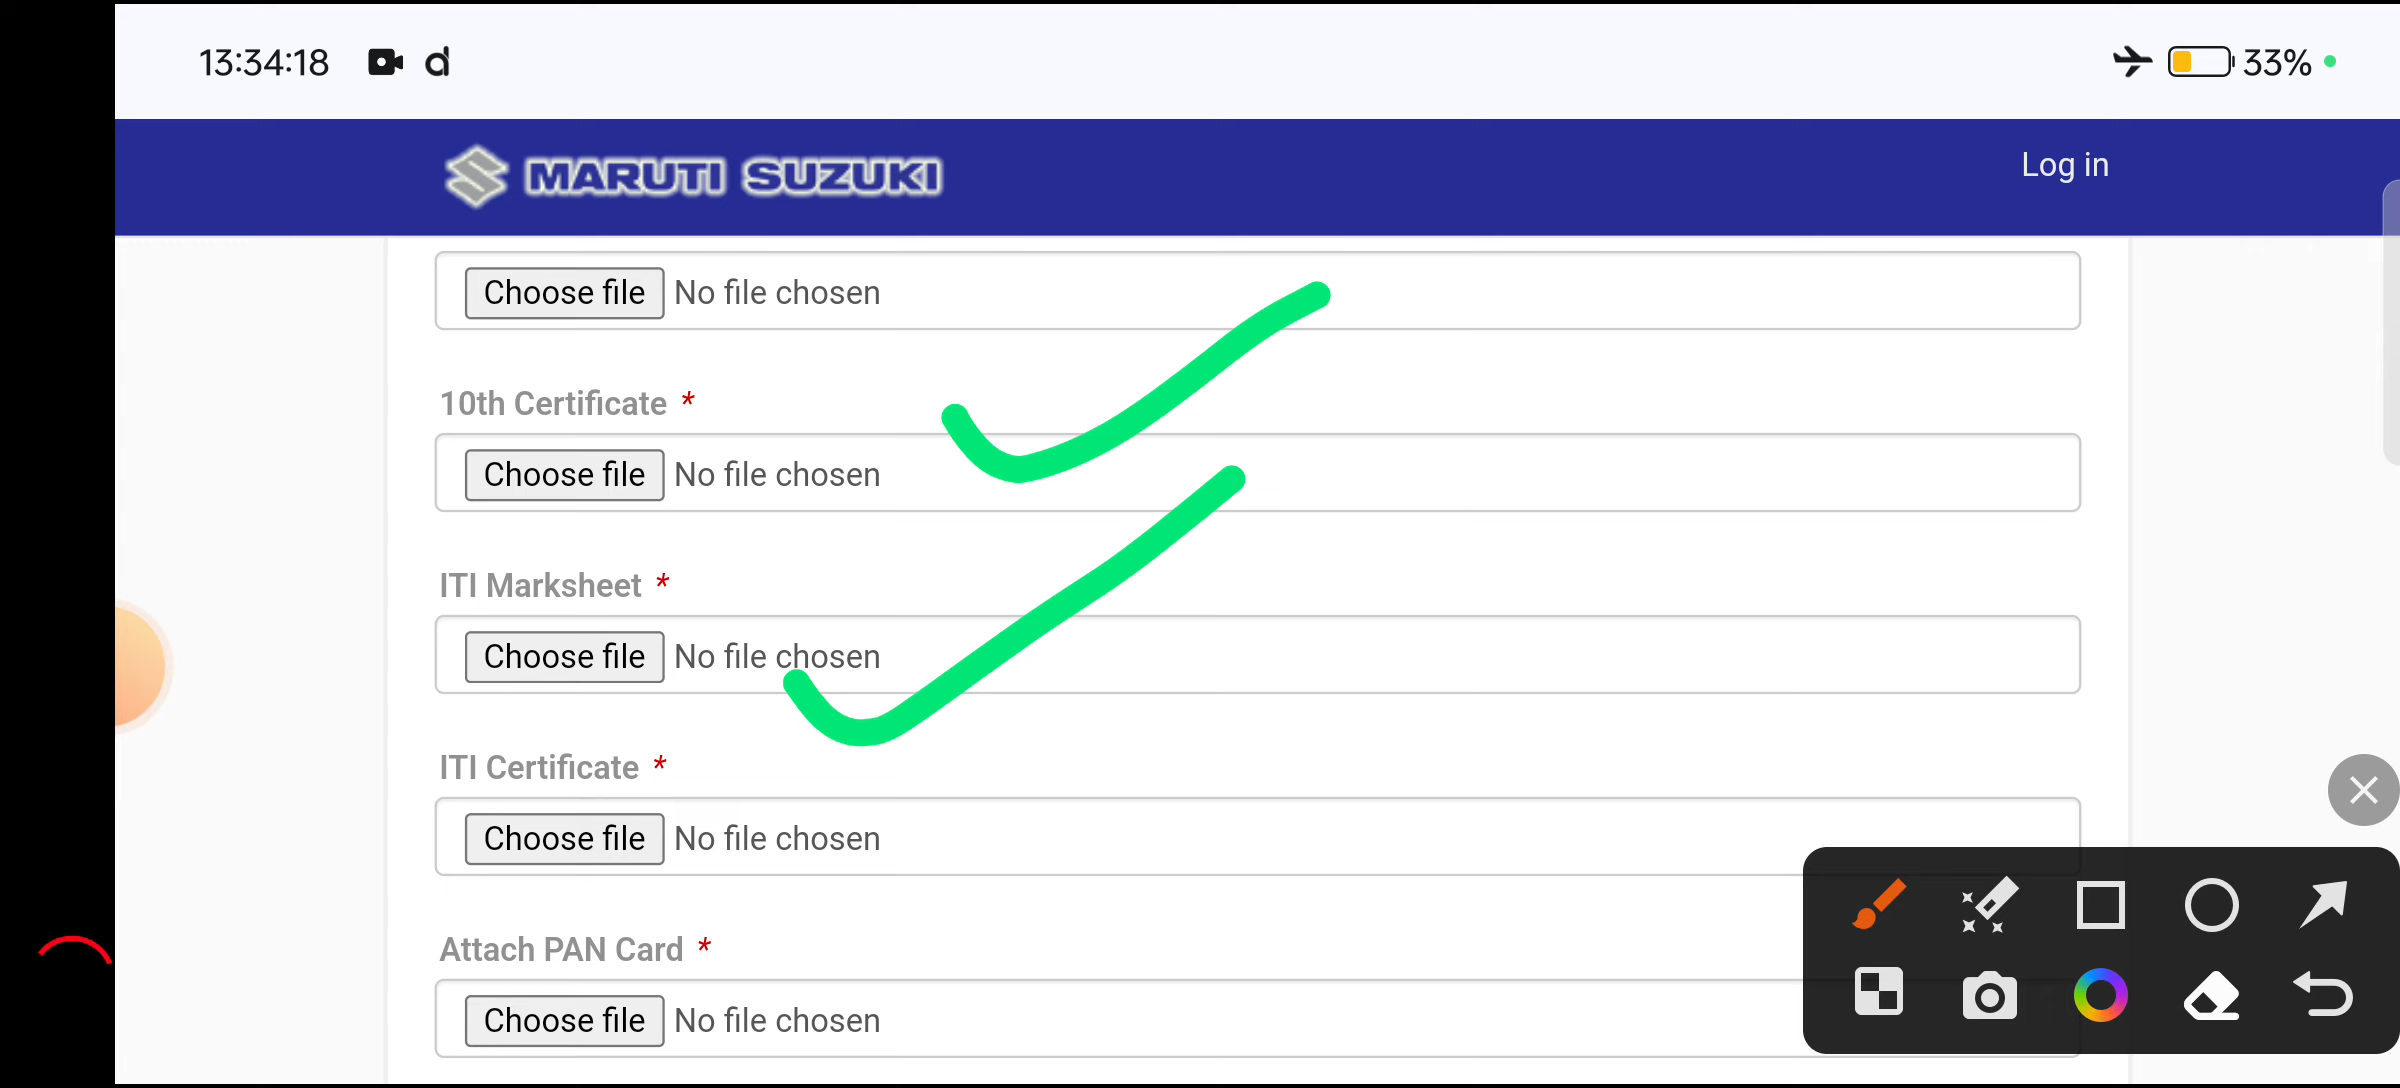 13:34:18
33%
MARUTI SUZUKI
Log in
Choose file No file chosen
10th Certificate *
Choose file No file chosen
ITI Marksheet *
Choose file No file chosen
ITI Certificate *
Choose file No file chosen
Attach PAN Card *
Choose file No file chosen